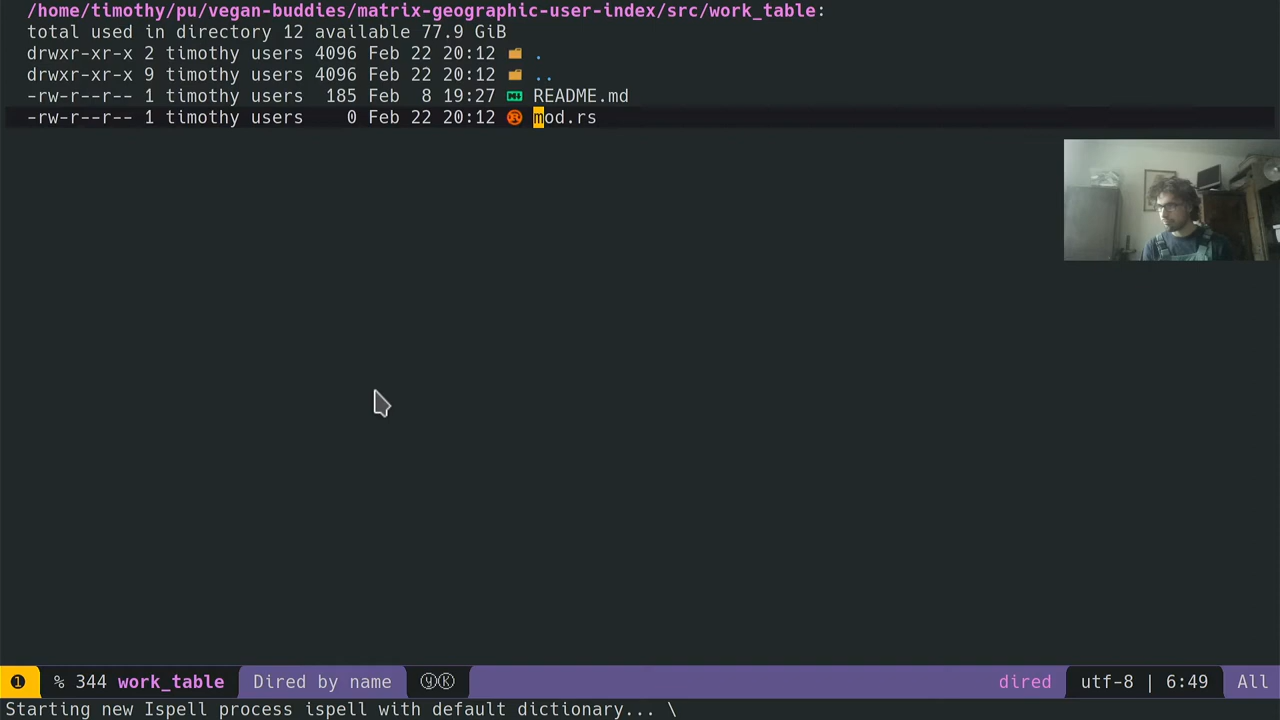 /home/timothy/pu/vegan-buddies/matrix-geographic-user-index/src/work_table:
total used in directory 12 available 77.9 GiB
drwxr-xr-x 2 timothy users 4096 Feb 22 20:12 .
drwxr-xr-x 9 timothy users 4096 Feb 22 20:12 ..
-rw-r--r-- 1 timothy users  185 Feb  8 19:27 README.md
-rw-r--r-- 1 timothy users    0 Feb 22 20:12 mod.rs
❶ % 344 work_table Dired by name ⓨⓀ dired utf-8 | 6:49 All
Starting new Ispell process ispell with default dictionary... \